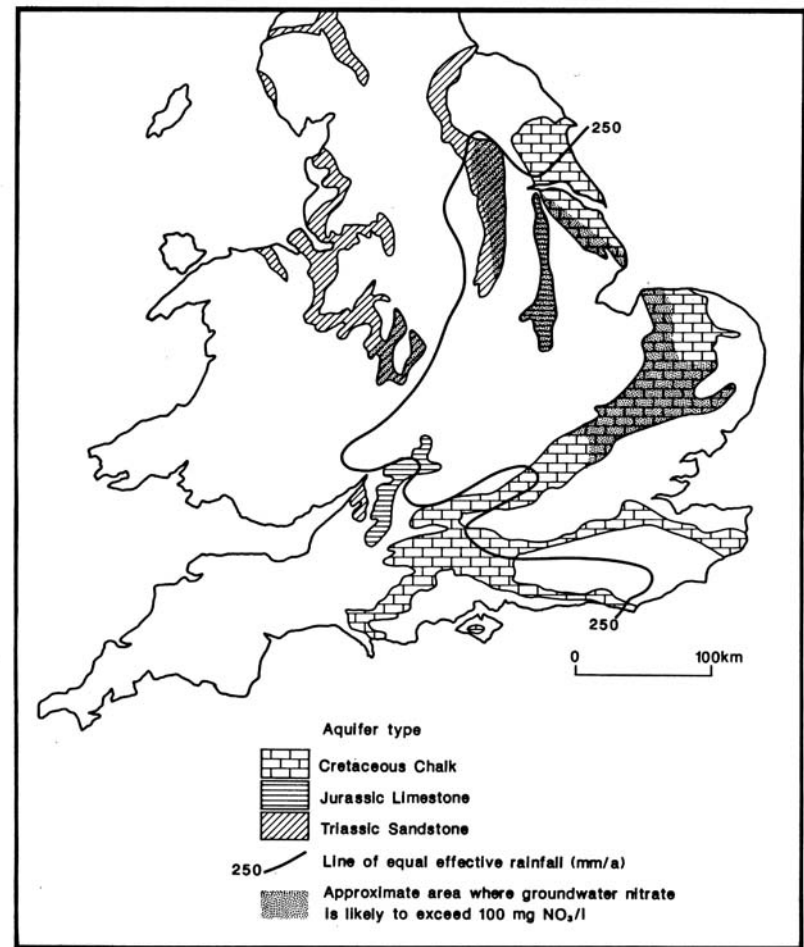 250
250
0 100km
Aquifer type
Cretaceous Chalk
Jurassic Limestone
Triassic Sandstone
250 Line of equal effective rainfall (mm/a)
Approximate area where groundwater nitrate
is likely to exceed 100 mg NO₃/l